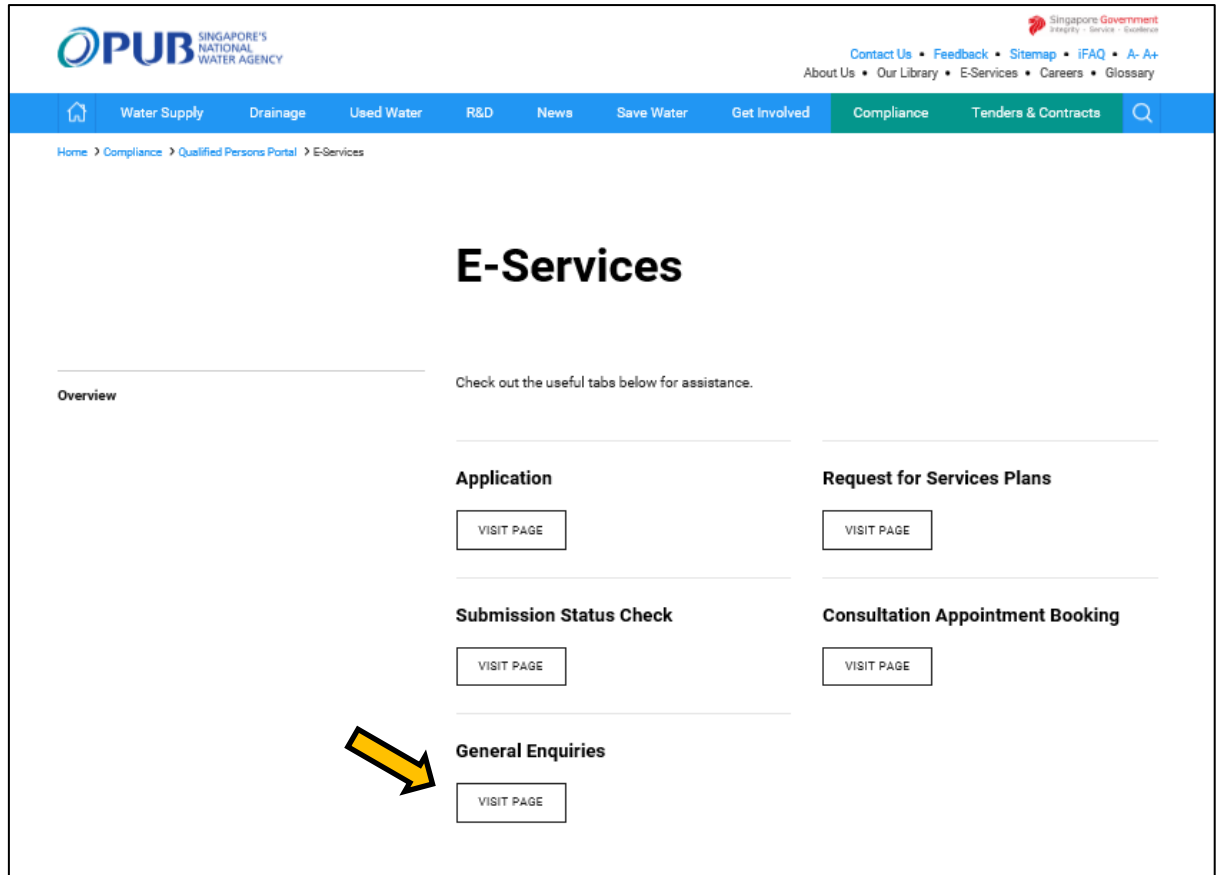 PUB SINGAPORE'S
NATIONAL
WATER AGENCY
Singapore Government
Integrity · Service · Excellence
Contact Us • Feedback • Sitemap • iFAQ • A- A+
About Us • Our Library • E-Services • Careers • Glossary
Water Supply Drainage Used Water R&D News Save Water Get Involved Compliance Tenders & Contracts
Home > Compliance > Qualified Persons Portal > E-Services
E-Services
Overview
Check out the useful tabs below for assistance.
Application
VISIT PAGE
Request for Services Plans
VISIT PAGE
Submission Status Check
VISIT PAGE
Consultation Appointment Booking
VISIT PAGE
General Enquiries
VISIT PAGE